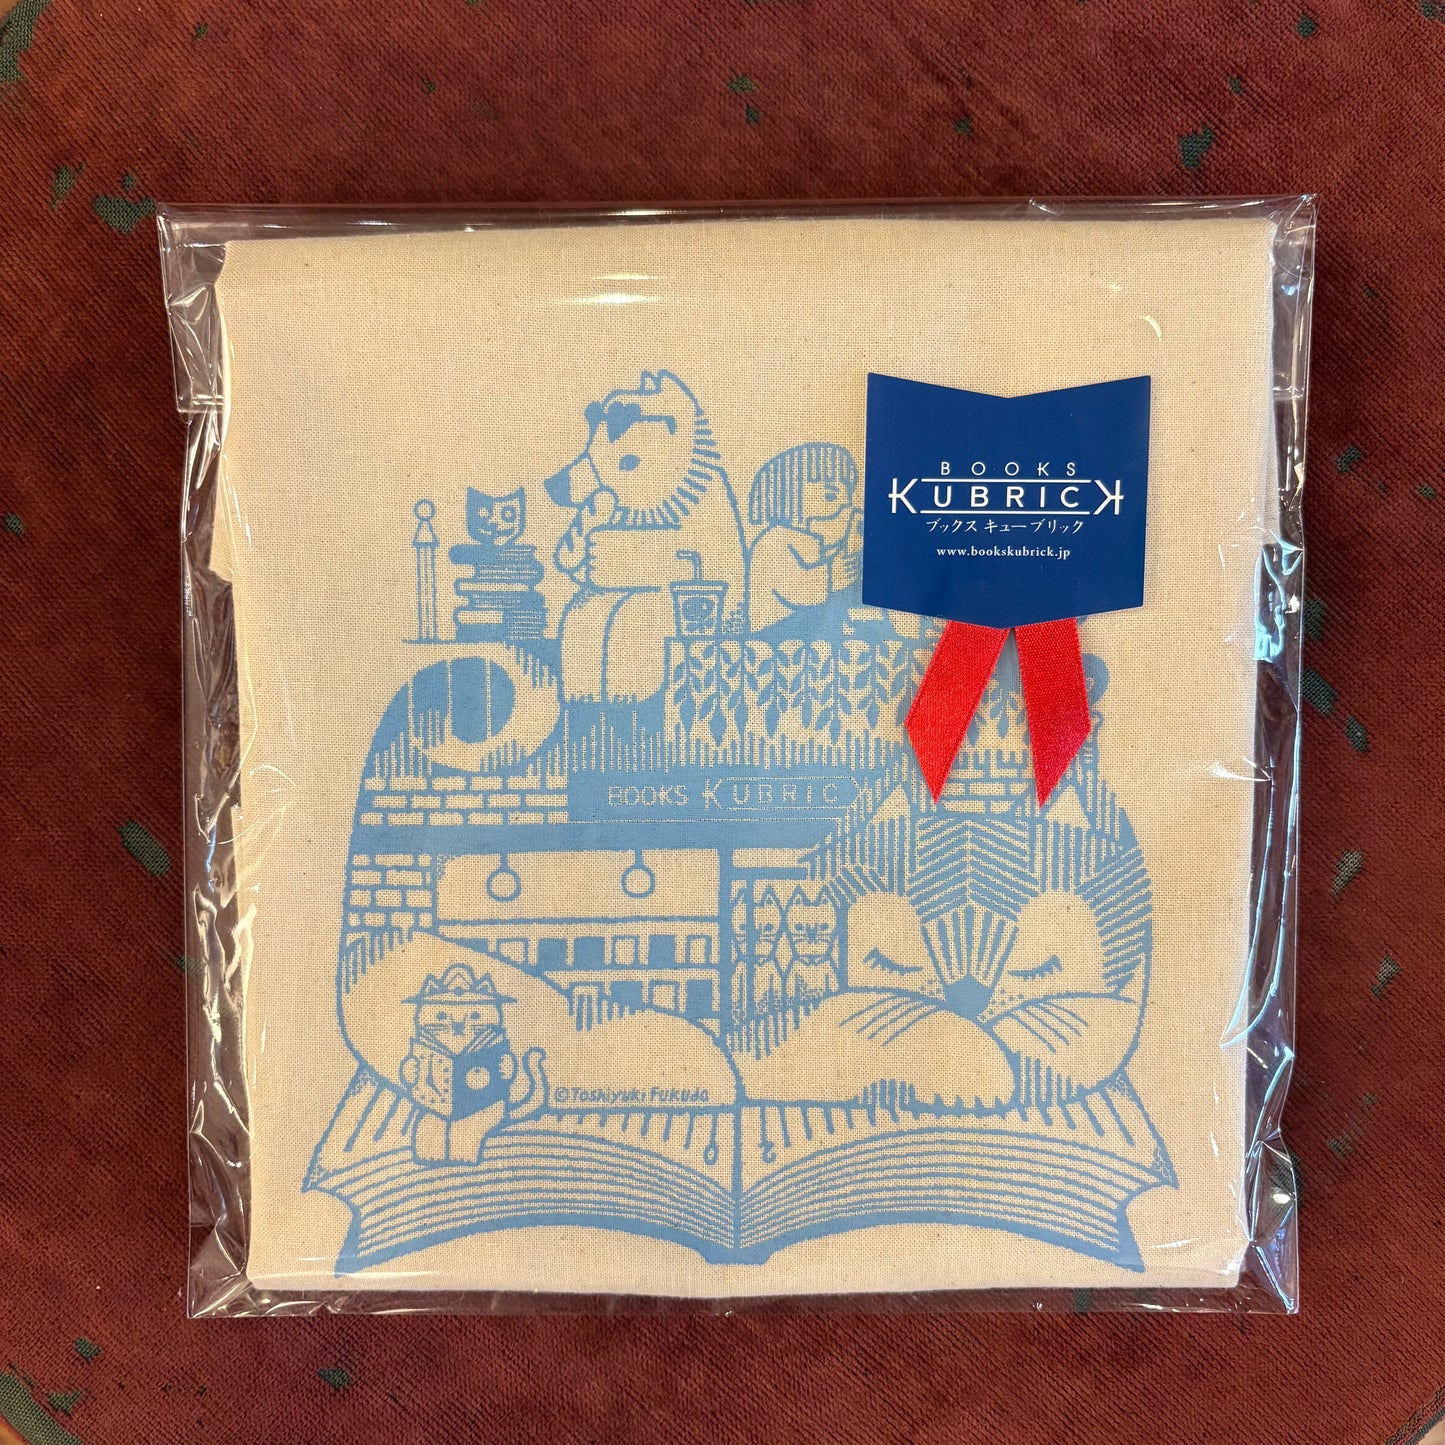 BOOKS
KUBRICK
ブックス キューブリック
www.bookskubrick.jp
BOOKS KUBRIC
©Toshiyuki Fukuda